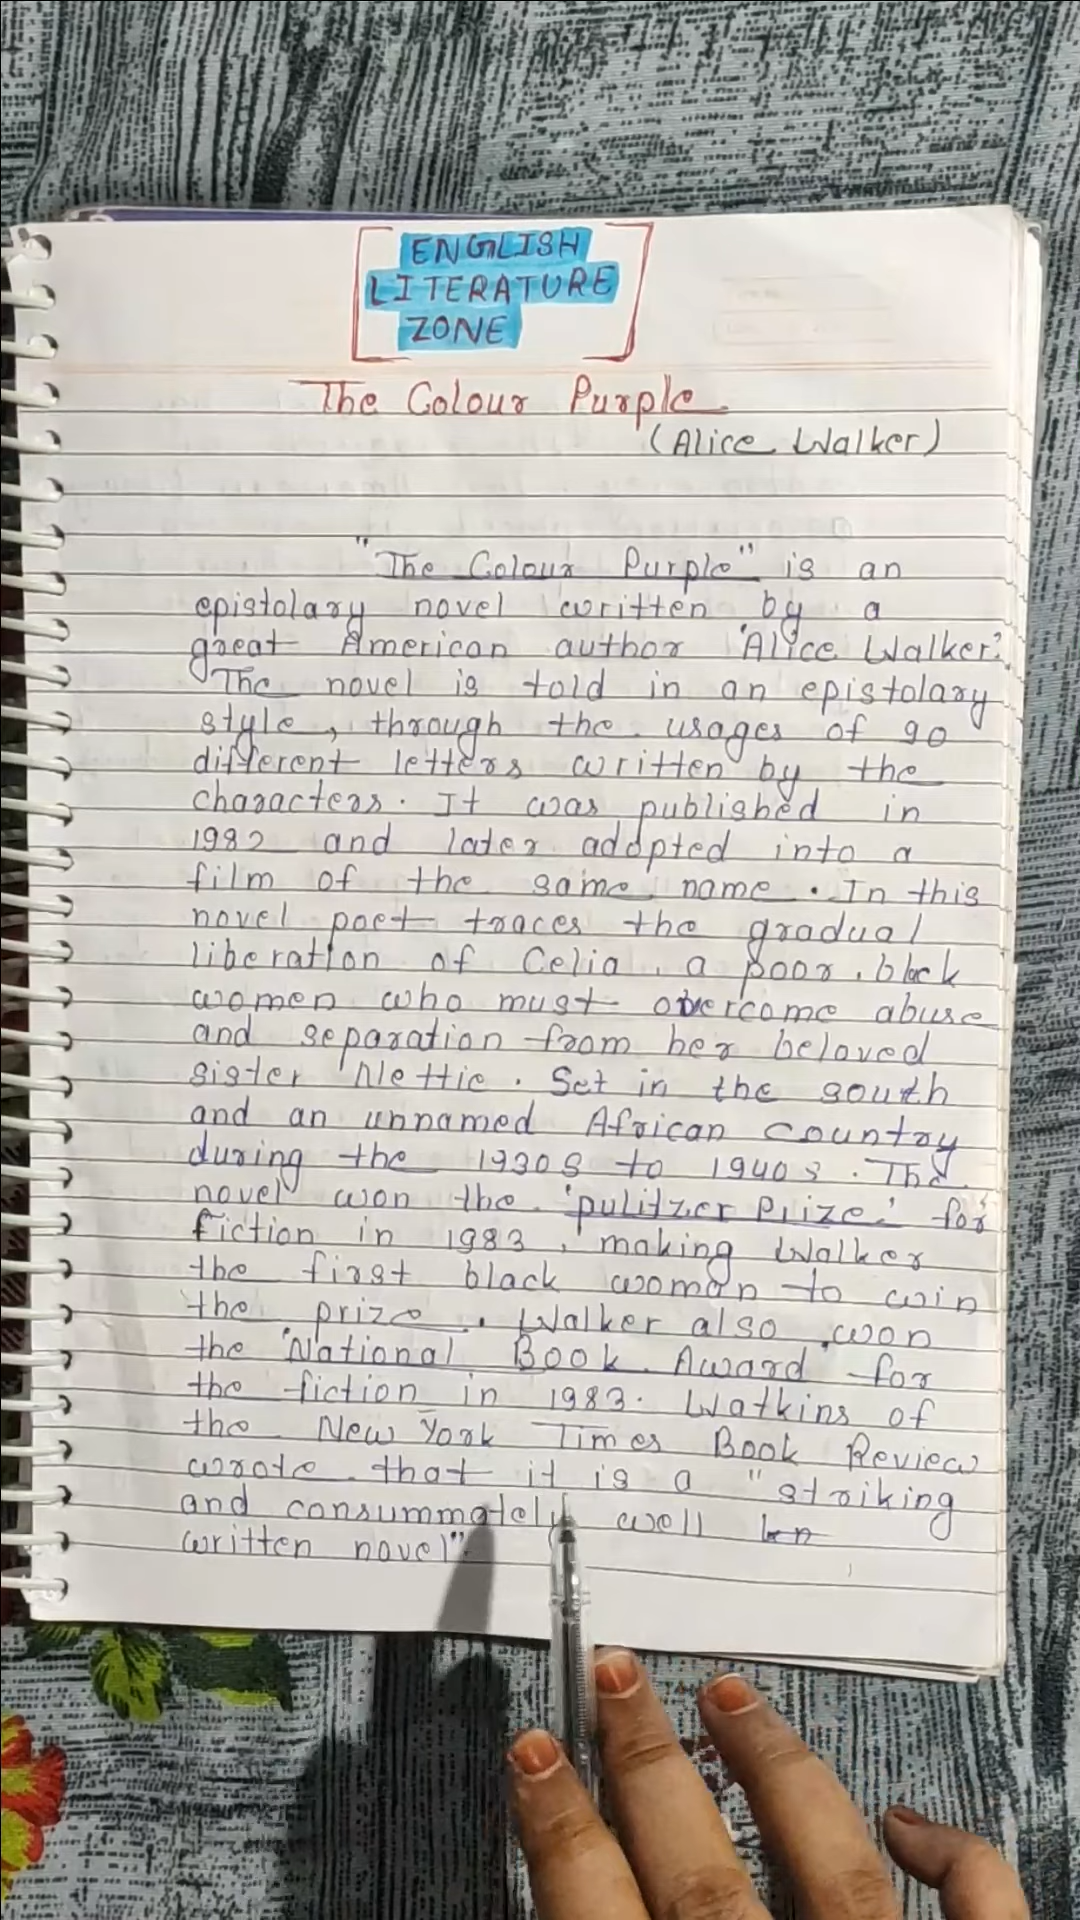 ENGLISH
LITERATURE
ZONE
The Colour Purple
(Alice Walker)
"The Colour Purple" is an
epistolary novel written by a
great American author 'Alice Walker'.
The novel is told in an epistolary
style, through the usages of 90
different letters written by the
characters. It was published in
1982 and later adopted into a
film of the same name. In this
novel poet traces the gradual
liberation of Celia, a poor, black
women who must overcome abuse
and separation from her beloved
sister 'Nettie. Set in the south
and an unnamed African country
during the 1930s to 1940s. The
novel won the 'pulitzer Prize' for
fiction in 1983, making Walker
the first black woman to win
the prize. Walker also won
the 'National Book Award' for
the fiction in 1983. Watkins of
the New York Times Book Review
wrote that it is a "striking
and consummately well
written novel".